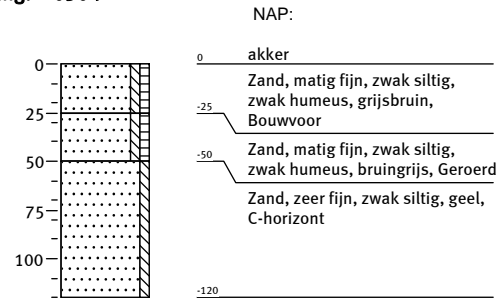 NAP:
0
akker
0
Zand, matig fijn, zwak siltig,
zwak humeus, grijsbruin,
Bouwvoor
-25
25
Zand, matig fijn, zwak siltig,
zwak humeus, bruingrijs, Geroerd
-50
50
Zand, zeer fijn, zwak siltig, geel,
C-horizont
75
100
-120